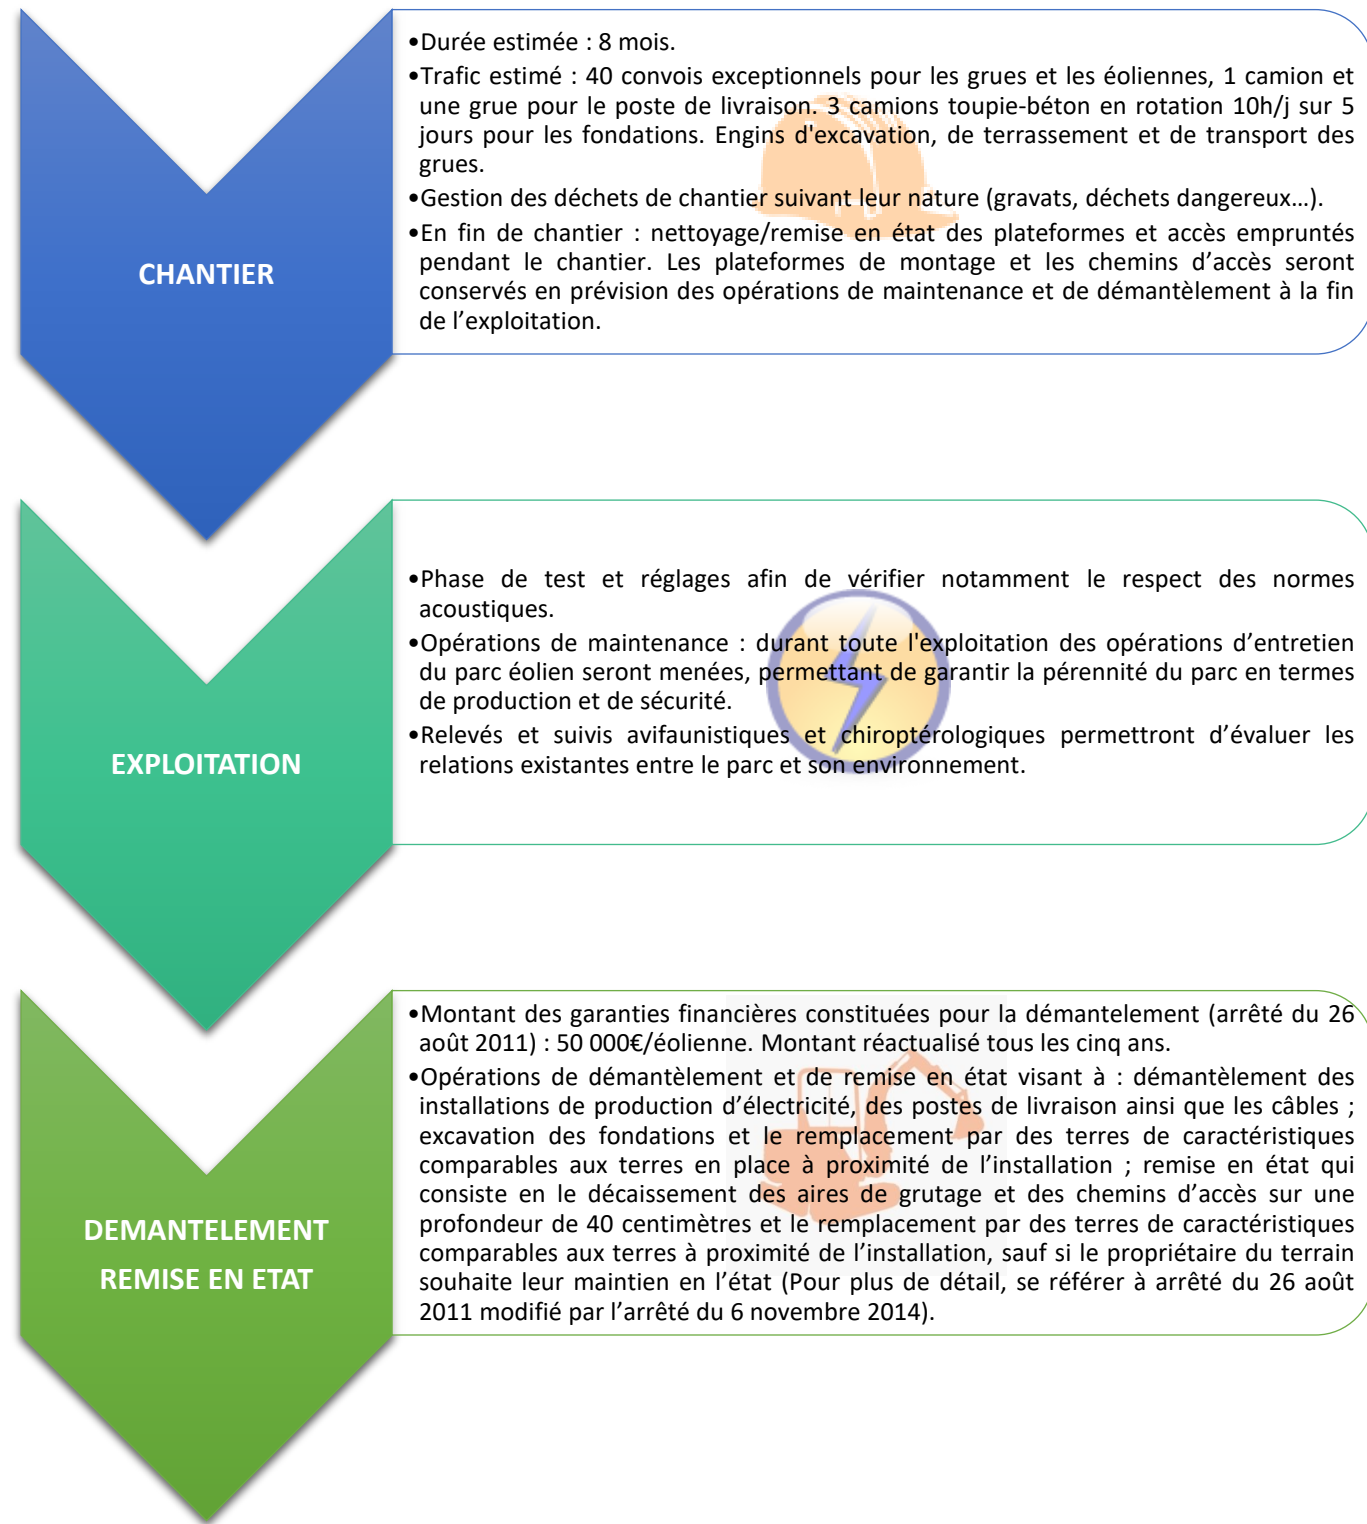 CHANTIER
•Durée estimée : 8 mois.
•Trafic estimé : 40 convois exceptionnels pour les grues et les éoliennes, 1 camion et
une grue pour le poste de livraison. 3 camions toupie-béton en rotation 10h/j sur 5
jours pour les fondations. Engins d'excavation, de terrassement et de transport des
grues.
•Gestion des déchets de chantier suivant leur nature (gravats, déchets dangereux…).
•En fin de chantier : nettoyage/remise en état des plateformes et accès empruntés
pendant le chantier. Les plateformes de montage et les chemins d’accès seront
conservés en prévision des opérations de maintenance et de démantèlement à la fin
de l’exploitation.
EXPLOITATION
•Phase de test et réglages afin de vérifier notamment le respect des normes
acoustiques.
•Opérations de maintenance : durant toute l'exploitation des opérations d’entretien
du parc éolien seront menées, permettant de garantir la pérennité du parc en termes
de production et de sécurité.
•Relevés et suivis avifaunistiques et chiroptérologiques permettront d’évaluer les
relations existantes entre le parc et son environnement.
DEMANTELEMENT
REMISE EN ETAT
•Montant des garanties financières constituées pour la démantelement (arrêté du 26
août 2011) : 50 000€/éolienne. Montant réactualisé tous les cinq ans.
•Opérations de démantèlement et de remise en état visant à : démantèlement des
installations de production d’électricité, des postes de livraison ainsi que les câbles ;
excavation des fondations et le remplacement par des terres de caractéristiques
comparables aux terres en place à proximité de l’installation ; remise en état qui
consiste en le décaissement des aires de grutage et des chemins d’accès sur une
profondeur de 40 centimètres et le remplacement par des terres de caractéristiques
comparables aux terres à proximité de l’installation, sauf si le propriétaire du terrain
souhaite leur maintien en l’état (Pour plus de détail, se référer à arrêté du 26 août
2011 modifié par l’arrêté du 6 novembre 2014).